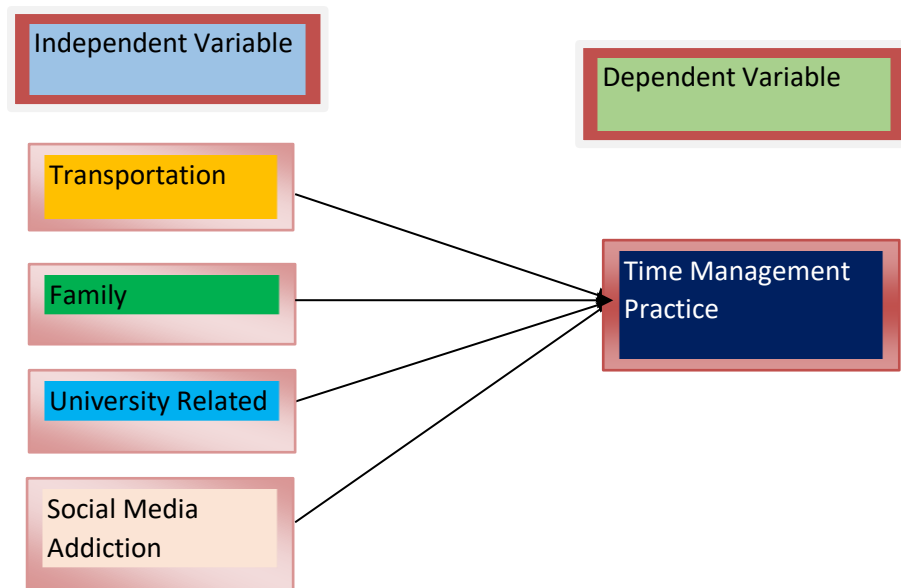 Independent Variable
Dependent Variable
Transportation
Family
University Related
Social Media
Addiction
Time Management
Practice